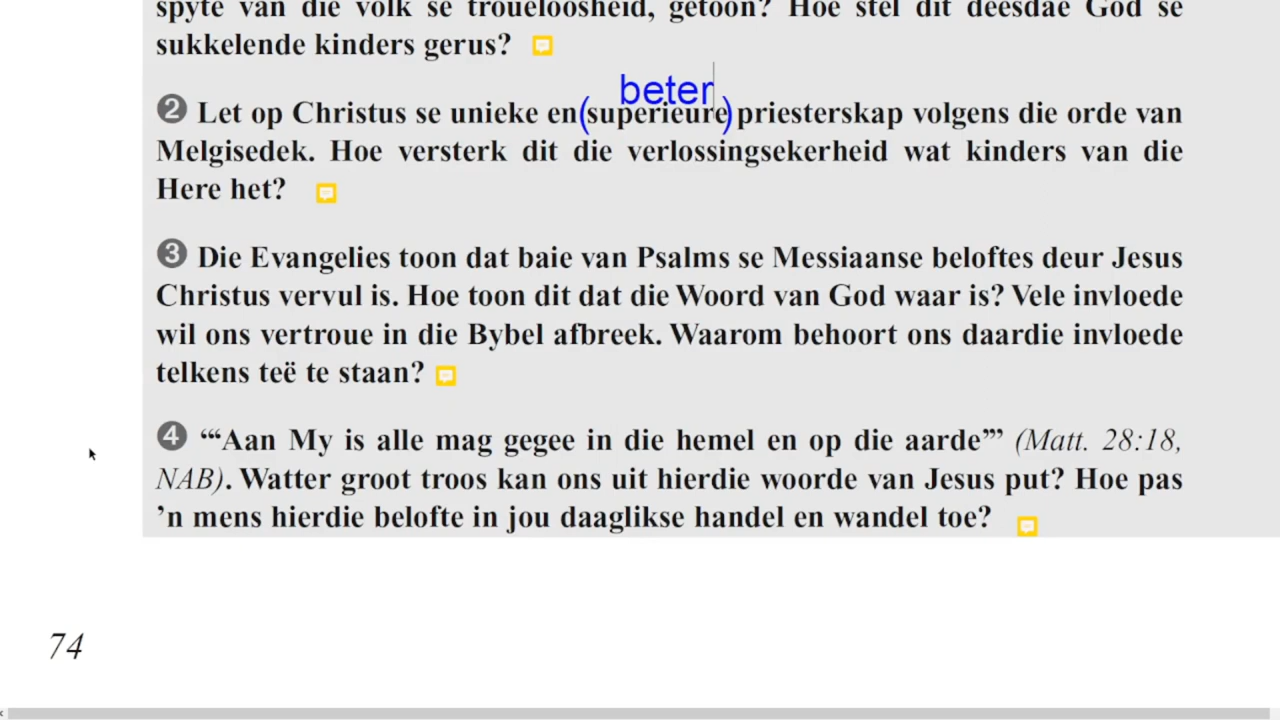 spyte van die volk se troueloosheid, getoon? Hoe stel dit deesdae God se
sukkelende kinders gerus?
beter
❷ Let op Christus se unieke en (superieure) priesterskap volgens die orde van
Melgisedek. Hoe versterk dit die verlossingsekerheid wat kinders van die
Here het?
❸ Die Evangelies toon dat baie van Psalms se Messiaanse beloftes deur Jesus
Christus vervul is. Hoe toon dit dat die Woord van God waar is? Vele invloede
wil ons vertroue in die Bybel afbreek. Waarom behoort ons daardie invloede
telkens teë te staan?
❹ “‘Aan My is alle mag gegee in die hemel en op die aarde’” (Matt. 28:18,
NAB). Watter groot troos kan ons uit hierdie woorde van Jesus put? Hoe pas
’n mens hierdie belofte in jou daaglikse handel en wandel toe?
74